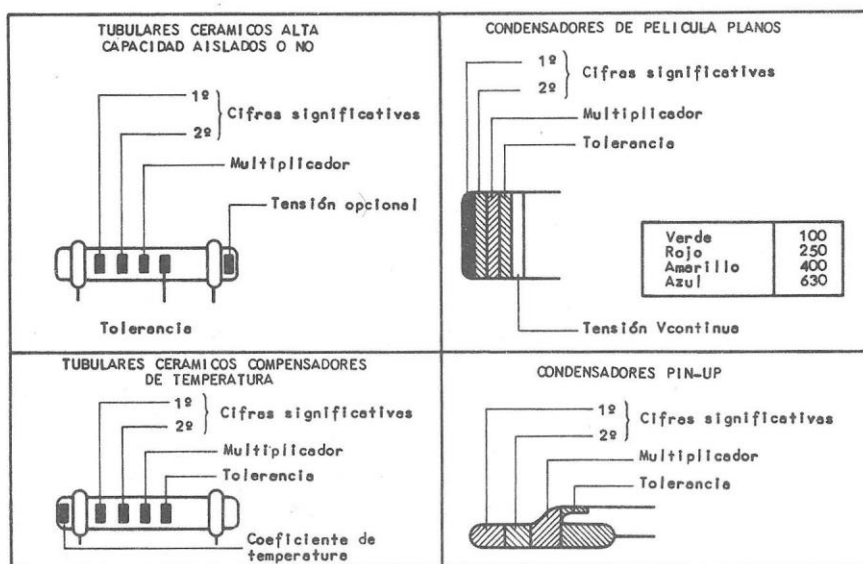 TUBULARES CERAMICOS ALTA
CAPACIDAD AISLADOS O NO
1º
2º
Cifras significativas
Multiplicador
Tensión opcional
Tolerancia
CONDENSADORES DE PELICULA PLANOS
1º
2º
Cifras significativas
Multiplicador
Tolerancia
Verde 100
Rojo 250
Amarillo 400
Azul 630
Tensión Vcontinua
TUBULARES CERAMICOS COMPENSADORES
DE TEMPERATURA
1º
2º
Cifras significativas
Multiplicador
Tolerancia
Coeficiente de
temperatura
CONDENSADORES PIN-UP
1º
2º
Cifras significativas
Multiplicador
Tolerancia